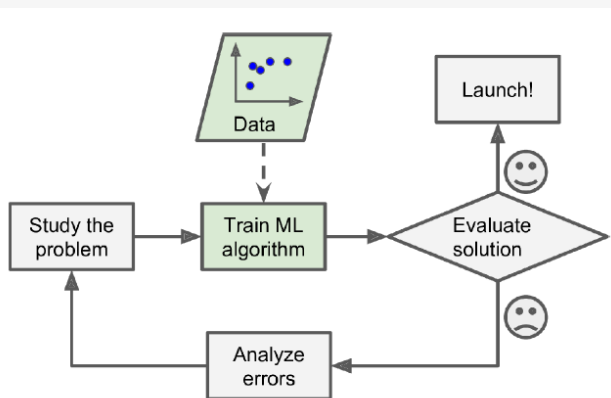 Data
Launch!
Study the
problem
Train ML
algorithm
Evaluate
solution
Analyze
errors